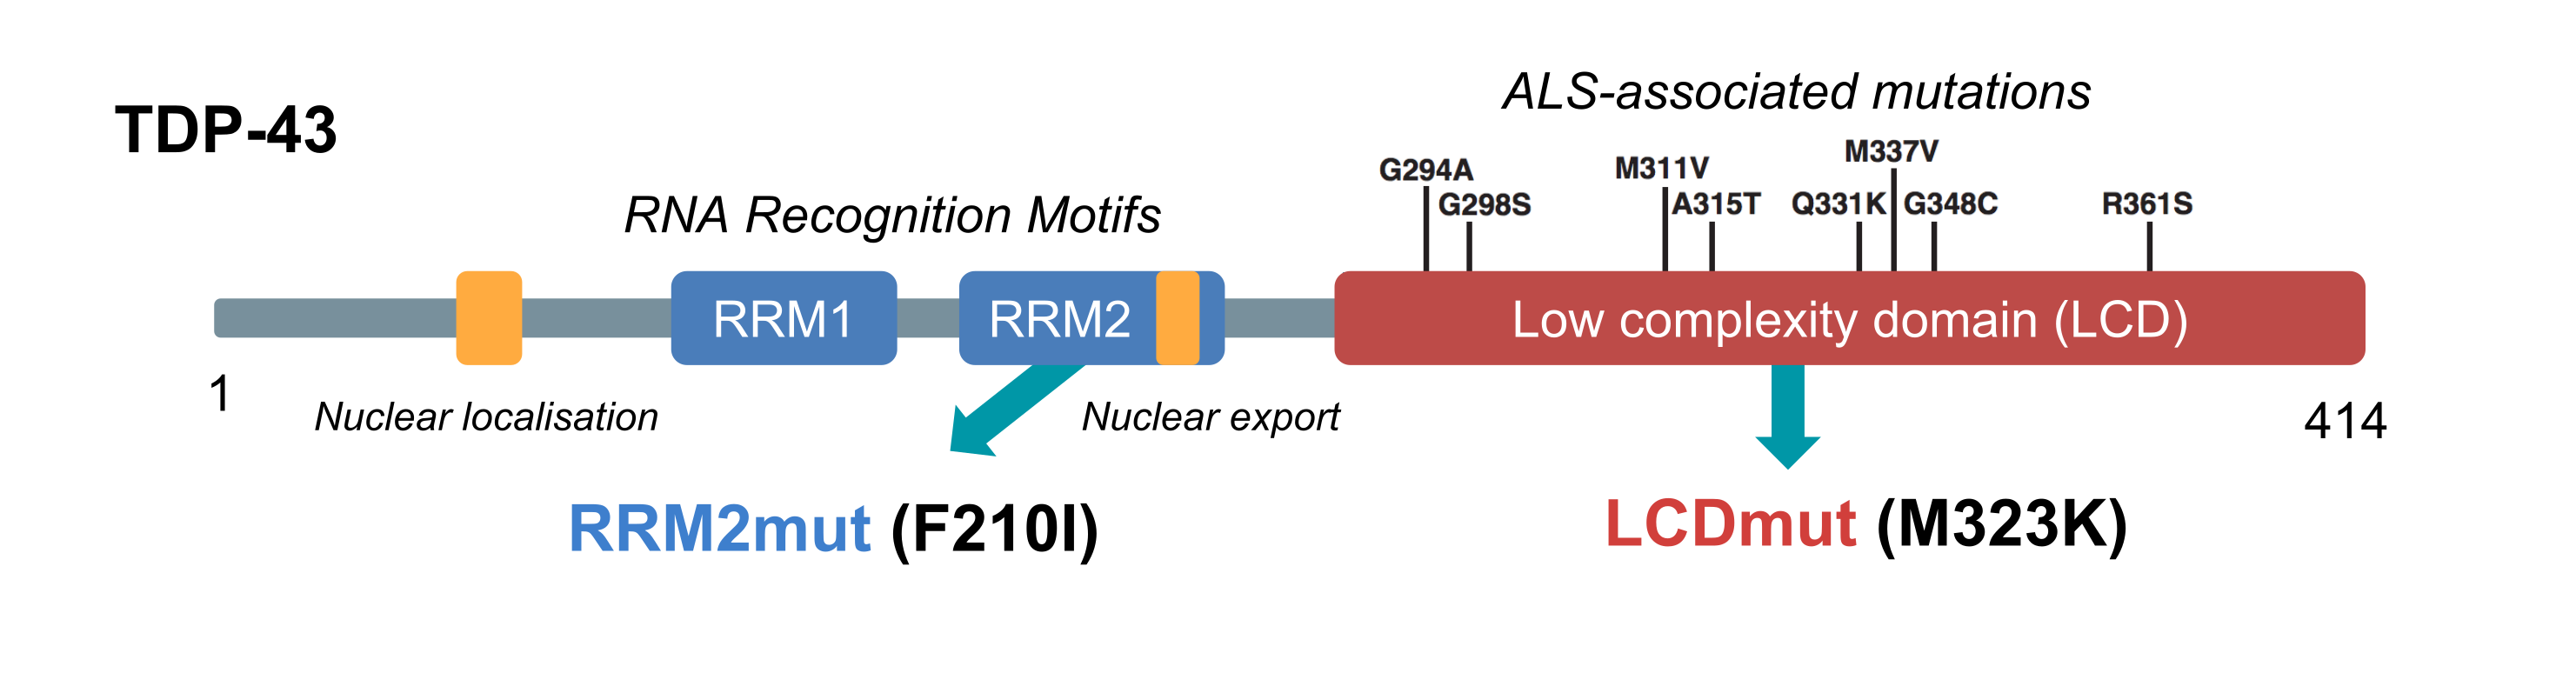 TDP-43
ALS-associated mutations
RNA Recognition Motifs
G294A
G298S
M311V
A315T
Q331K
M337V
G348C
R361S
RRM1
RRM2
Low complexity domain (LCD)
1
Nuclear localisation
Nuclear export
414
RRM2mut (F210I)
LCDmut (M323K)